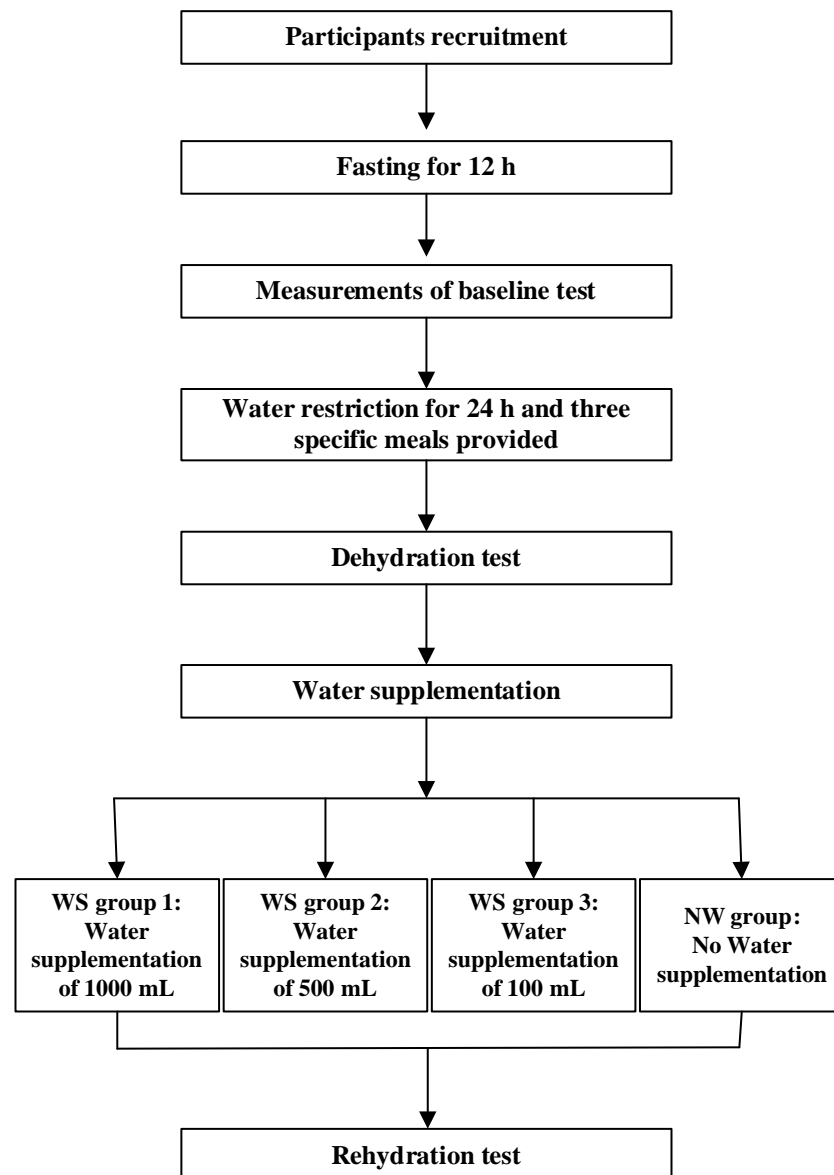 Participants recruitment
Fasting for 12 h
Measurements of baseline test
Water restriction for 24 h and three
specific meals provided
Dehydration test
Water supplementation
WS group 1:
Water
supplementation
of 1000 mL
WS group 2:
Water
supplementation
of 500 mL
WS group 3:
Water
supplementation
of 100 mL
NW group:
No Water
supplementation
Rehydration test